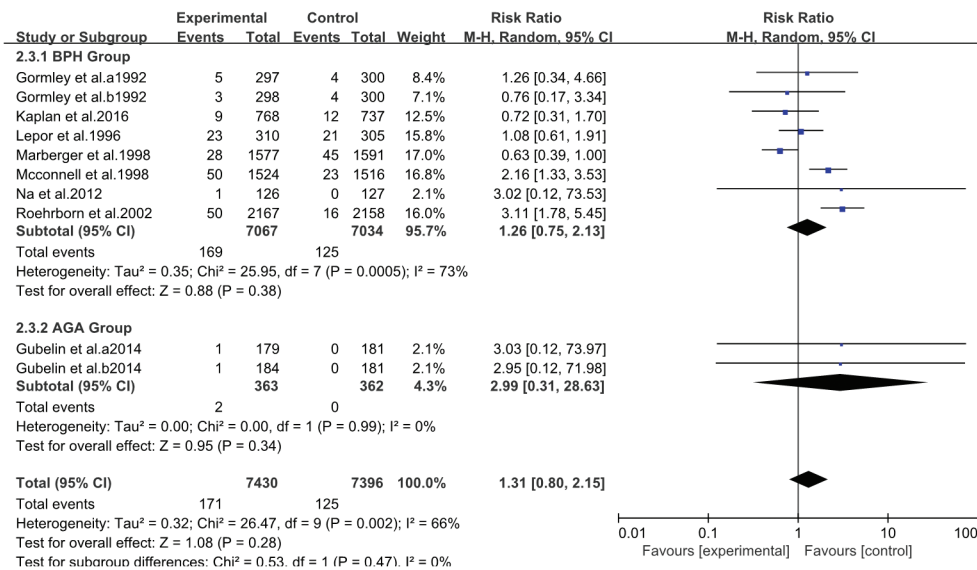 Experimental Control Risk Ratio Risk Ratio
Study or Subgroup Events Total Events Total Weight M-H, Random, 95% CI M-H, Random, 95% CI
2.3.1 BPH Group
Gormley et al.a1992 5 297 4 300 8.4% 1.26 [0.34, 4.66]
Gormley et al.b1992 3 298 4 300 7.1% 0.76 [0.17, 3.34]
Kaplan et al.2016 9 768 12 737 12.5% 0.72 [0.31, 1.70]
Lepor et al.1996 23 310 21 305 15.8% 1.08 [0.61, 1.91]
Marberger et al.1998 28 1577 45 1591 17.0% 0.63 [0.39, 1.00]
Mcconnell et al.1998 50 1524 23 1516 16.8% 2.16 [1.33, 3.53]
Na et al.2012 1 126 0 127 2.1% 3.02 [0.12, 73.53]
Roehrborn et al.2002 50 2167 16 2158 16.0% 3.11 [1.78, 5.45]
Subtotal (95% CI) 7067 7034 95.7% 1.26 [0.75, 2.13]
Total events 169 125
Heterogeneity: Tau² = 0.35; Chi² = 25.95, df = 7 (P = 0.0005); I² = 73%
Test for overall effect: Z = 0.88 (P = 0.38)
2.3.2 AGA Group
Gubelin et al.a2014 1 179 0 181 2.1% 3.03 [0.12, 73.97]
Gubelin et al.b2014 1 184 0 181 2.1% 2.95 [0.12, 71.98]
Subtotal (95% CI) 363 362 4.3% 2.99 [0.31, 28.63]
Total events 2 0
Heterogeneity: Tau² = 0.00; Chi² = 0.00, df = 1 (P = 0.99); I² = 0%
Test for overall effect: Z = 0.95 (P = 0.34)
Total (95% CI) 7430 7396 100.0% 1.31 [0.80, 2.15]
Total events 171 125
Heterogeneity: Tau² = 0.32; Chi² = 26.47, df = 9 (P = 0.002); I² = 66%
Test for overall effect: Z = 1.08 (P = 0.28)
Test for subgroup differences: Chi² = 0.53, df = 1 (P = 0.47), I² = 0%
0.01 0.1 1 10 100
Favours [experimental] Favours [control]